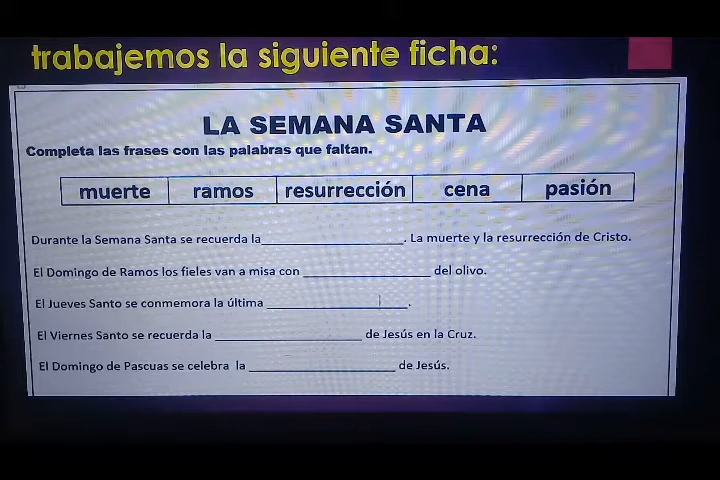 trabajemos la siguiente ficha:
LA SEMANA SANTA
Completa las frases con las palabras que faltan.
muerte ramos resurrección cena pasión
Durante la Semana Santa se recuerda la____________________. La muerte y la resurrección de Cristo.
El Domingo de Ramos los fieles van a misa con __________________ del olivo.
El Jueves Santo se conmemora la última ____________________.
El Viernes Santo se recuerda la _____________________ de Jesús en la Cruz.
El Domingo de Pascuas se celebra la _____________________ de Jesús.